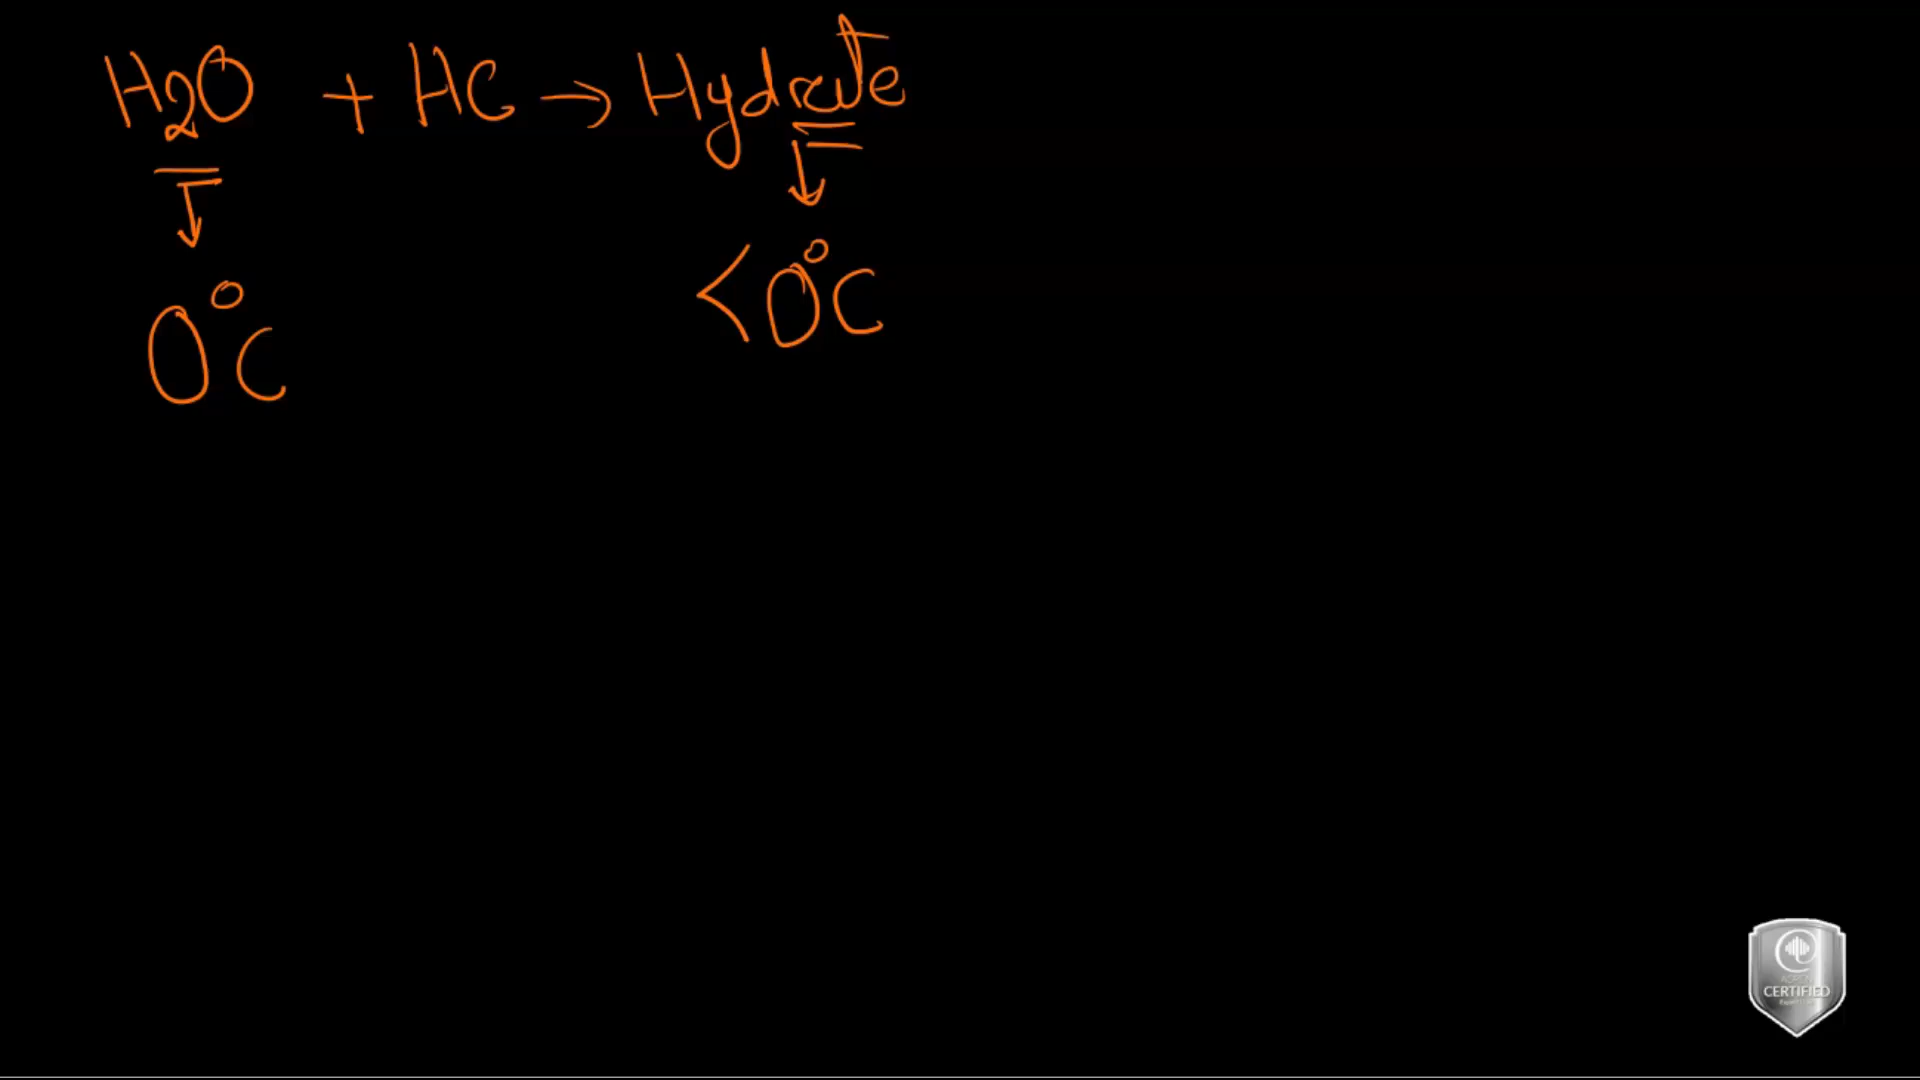 H2O + HC → Hydrate
<0°C
0°C
CERTIFIED